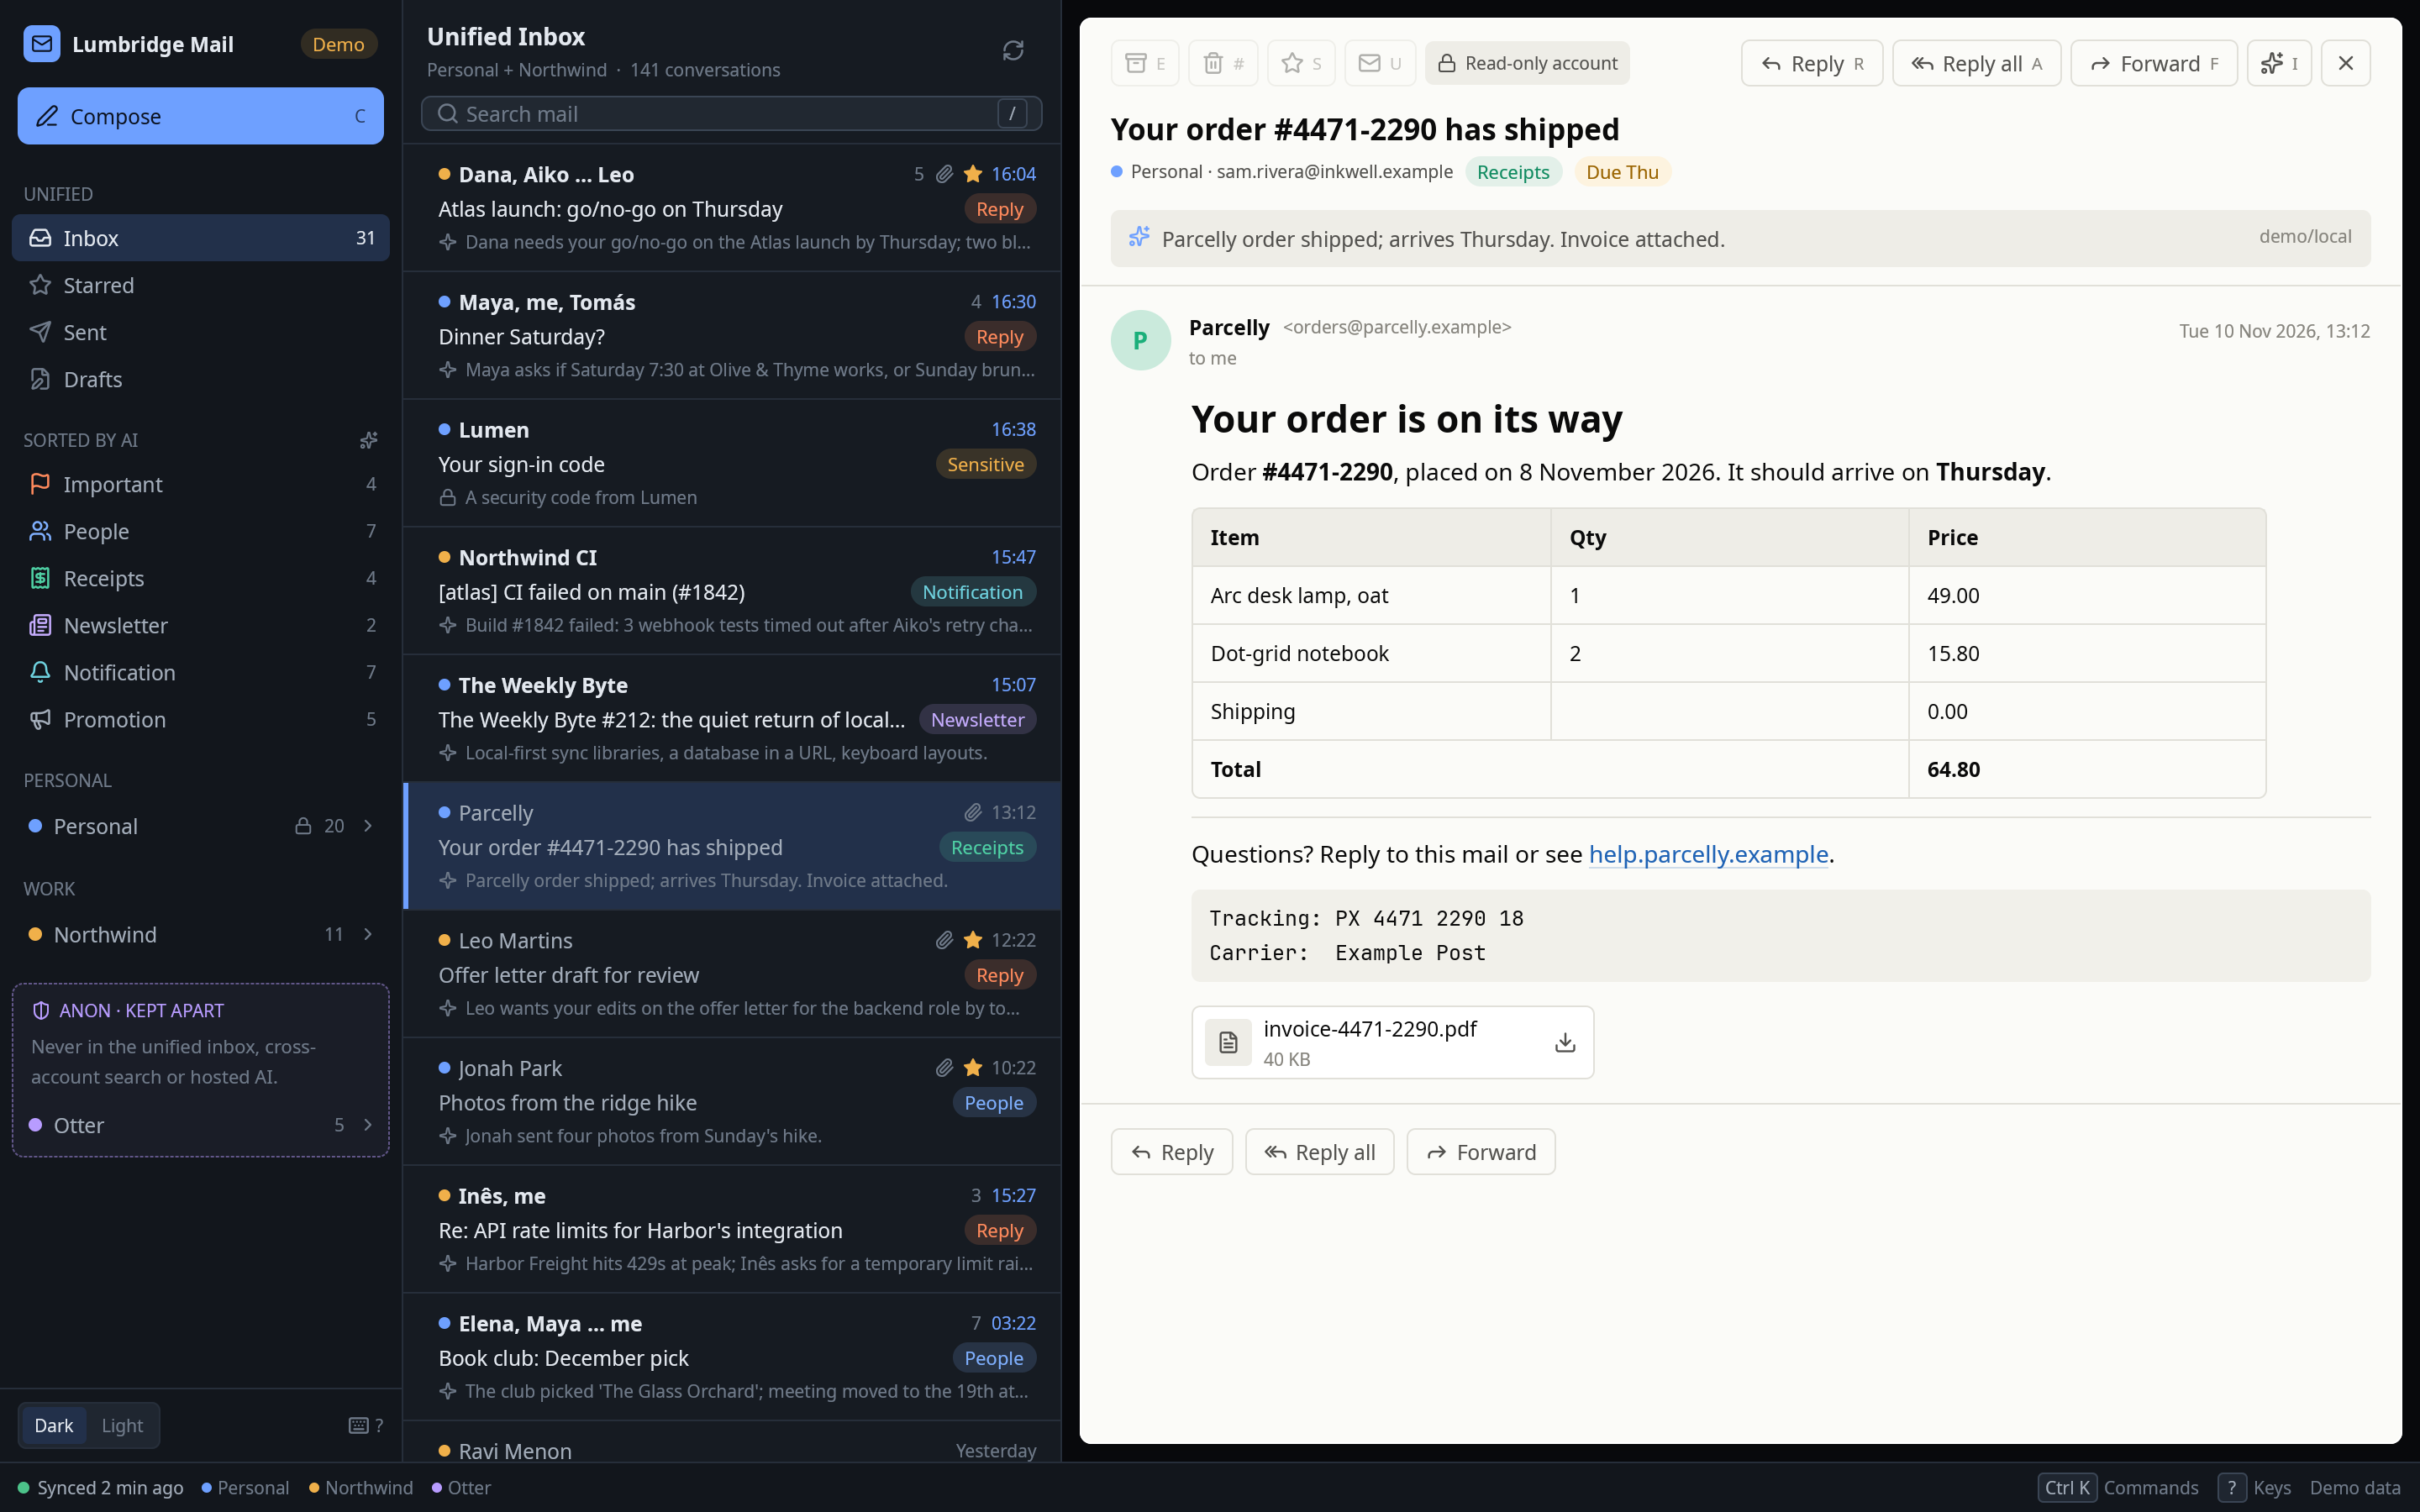 Lumbridge Mail
Demo
Compose C
UNIFIED
Inbox 31
Starred
Sent
Drafts
SORTED BY AI
Important 4
People 7
Receipts 4
Newsletter 2
Notification 7
Promotion 5
PERSONAL
Personal 20
WORK
Northwind 11
ANON · KEPT APART
Never in the unified inbox, cross-
account search or hosted AI.
Otter 5
Dark Light ?
Unified Inbox
Personal + Northwind · 141 conversations
Search mail /
Dana, Aiko ... Leo 5 16:04
Atlas launch: go/no-go on Thursday Reply
Dana needs your go/no-go on the Atlas launch by Thursday; two bl...
Maya, me, Tomás 4 16:30
Dinner Saturday? Reply
Maya asks if Saturday 7:30 at Olive & Thyme works, or Sunday brun...
Lumen 16:38
Your sign-in code Sensitive
A security code from Lumen
Northwind CI 15:47
[atlas] CI failed on main (#1842) Notification
Build #1842 failed: 3 webhook tests timed out after Aiko's retry cha...
The Weekly Byte 15:07
The Weekly Byte #212: the quiet return of local... Newsletter
Local-first sync libraries, a database in a URL, keyboard layouts.
Parcelly 13:12
Your order #4471-2290 has shipped Receipts
Parcelly order shipped; arrives Thursday. Invoice attached.
Leo Martins 12:22
Offer letter draft for review Reply
Leo wants your edits on the offer letter for the backend role by to...
Jonah Park 10:22
Photos from the ridge hike People
Jonah sent four photos from Sunday's hike.
Inês, me 3 15:27
Re: API rate limits for Harbor's integration Reply
Harbor Freight hits 429s at peak; Inês asks for a temporary limit rai...
Elena, Maya ... me 7 03:22
Book club: December pick People
The club picked 'The Glass Orchard'; meeting moved to the 19th at...
Ravi Menon Yesterday
E # S U Read-only account Reply R Reply all A Forward F I
Your order #4471-2290 has shipped
Personal · sam.rivera@inkwell.example Receipts Due Thu
Parcelly order shipped; arrives Thursday. Invoice attached. demo/local
P
Parcelly <orders@parcelly.example> Tue 10 Nov 2026, 13:12
to me
Your order is on its way
Order #4471-2290, placed on 8 November 2026. It should arrive on Thursday.
Item Qty Price
Arc desk lamp, oat 1 49.00
Dot-grid notebook 2 15.80
Shipping 0.00
Total 64.80
Questions? Reply to this mail or see help.parcelly.example.
Tracking: PX 4471 2290 18
Carrier: Example Post
invoice-4471-2290.pdf
40 KB
Reply Reply all Forward
Synced 2 min ago Personal Northwind Otter Ctrl K Commands ? Keys Demo data